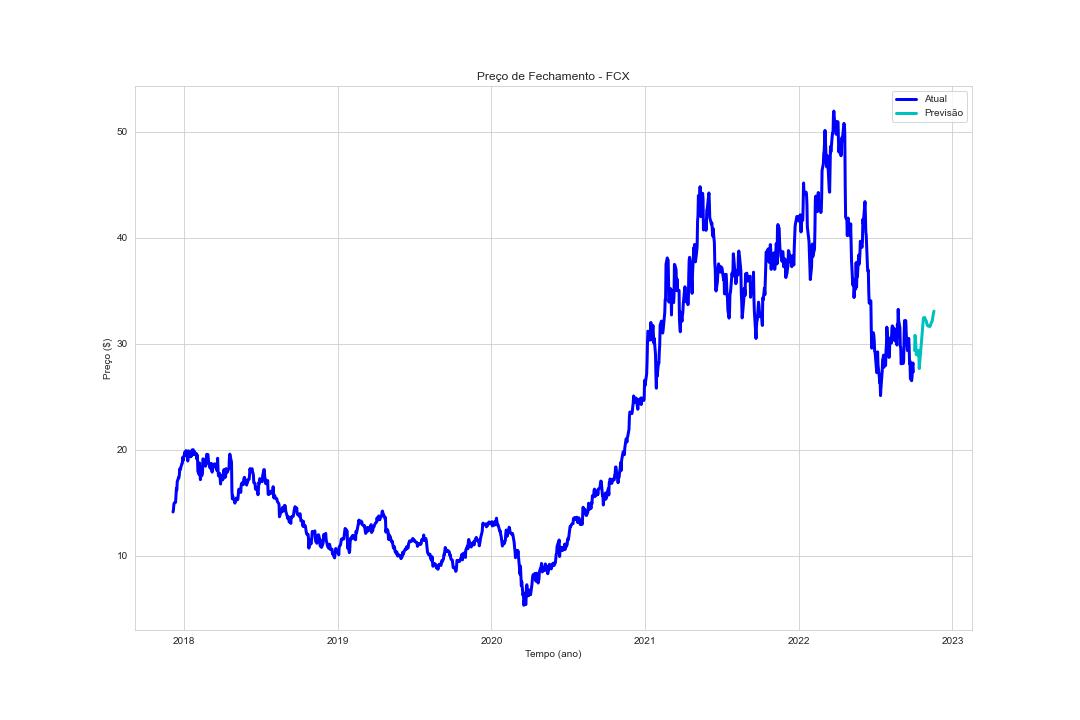 Preço de Fechamento - FCX
Atual
Previsão
50
40
30
20
10
Preço ($)
2018
2019
2020
2021
2022
2023
Tempo (ano)